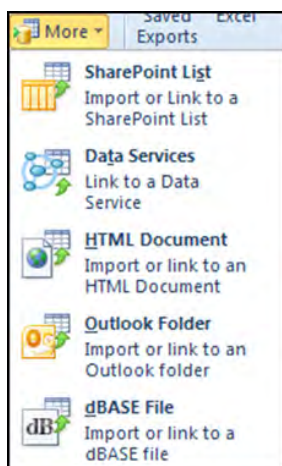 More
Saved Excel
Exports
SharePoint List
Import or Link to a
SharePoint List
Data Services
Link to a Data
Service
HTML Document
Import or link to an
HTML Document
Outlook Folder
Import or link to an
Outlook folder
dBASE File
Import or link to a
dBASE file
dB